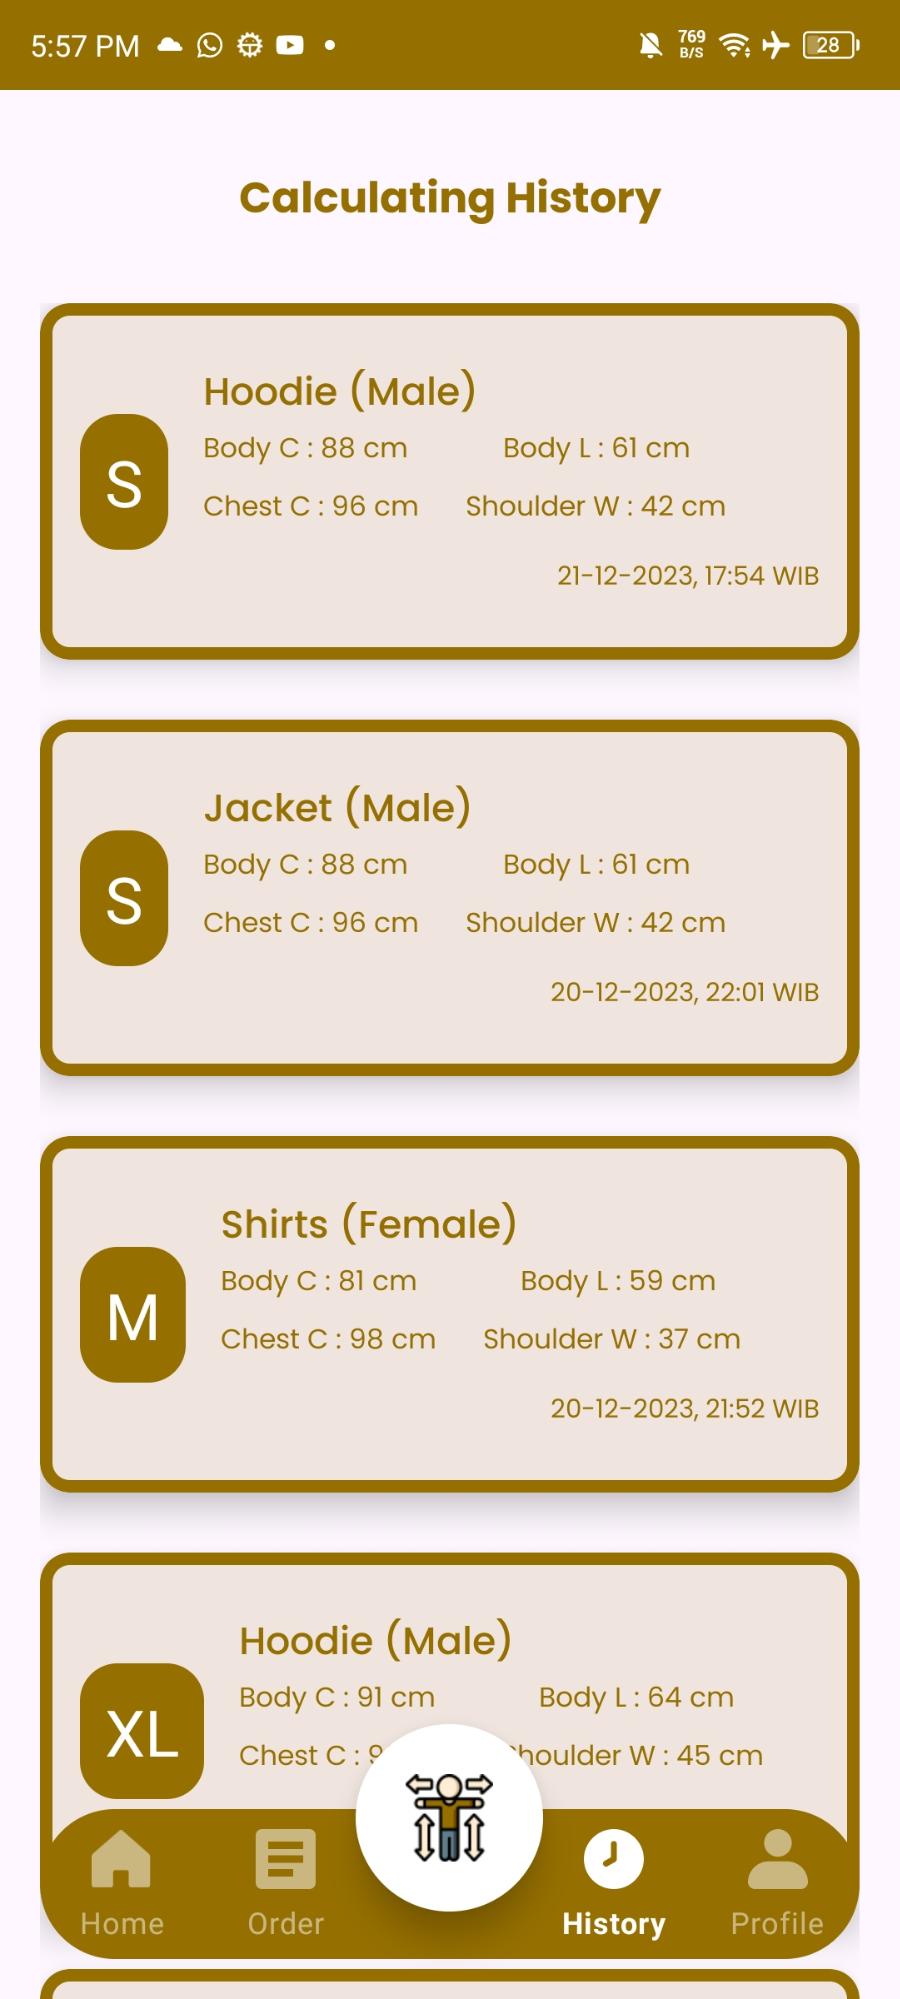 5:57 PM 769 B/S 28
Calculating History
Hoodie (Male)
S
Body C : 88 cm Body L : 61 cm
Chest C : 96 cm Shoulder W : 42 cm
21-12-2023, 17:54 WIB
Jacket (Male)
S
Body C : 88 cm Body L : 61 cm
Chest C : 96 cm Shoulder W : 42 cm
20-12-2023, 22:01 WIB
Shirts (Female)
M
Body C : 81 cm Body L : 59 cm
Chest C : 98 cm Shoulder W : 37 cm
20-12-2023, 21:52 WIB
Hoodie (Male)
XL
Body C : 91 cm Body L : 64 cm
Chest C : Shoulder W : 45 cm
Home Order History Profile